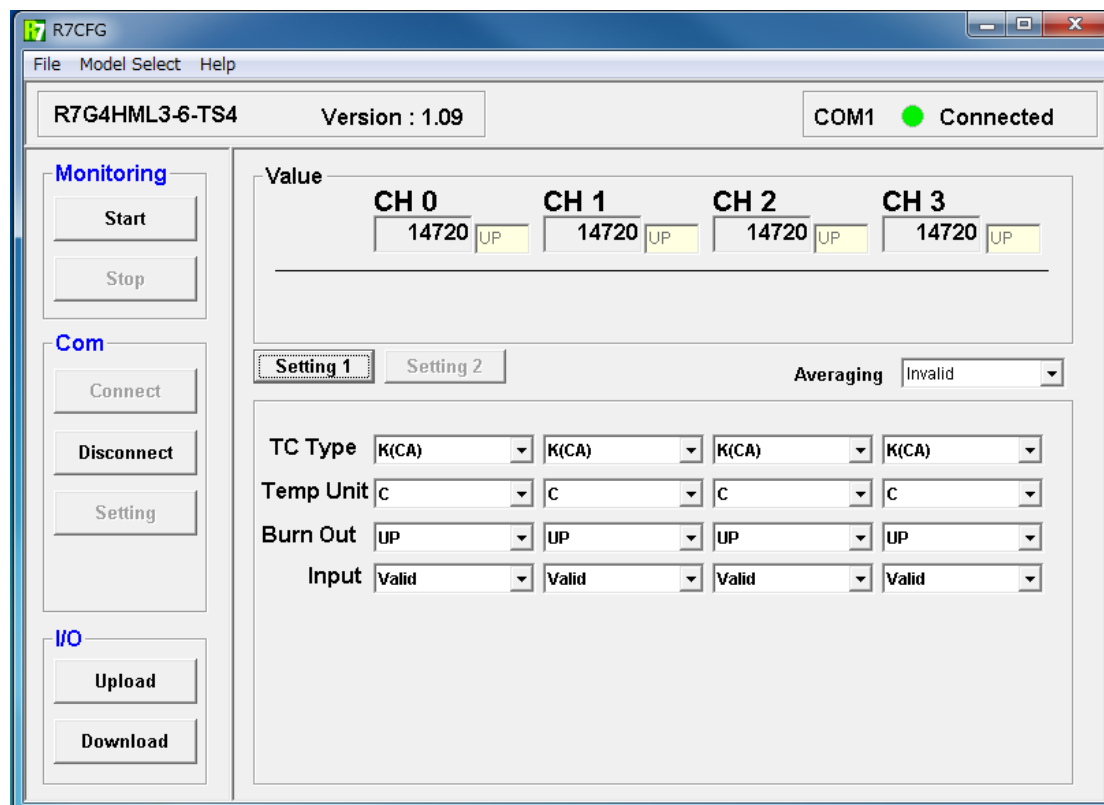 R7 R7CFG
File Model Select Help
R7G4HML3-6-TS4 Version : 1.09 COM1 Connected
Monitoring
Start
Stop
Com
Connect
Disconnect
Setting
I/O
Upload
Download
Value
CH 0 CH 1 CH 2 CH 3
14720 UP 14720 UP 14720 UP 14720 UP
Setting 1 Setting 2 Averaging Invalid
TC Type K(CA) K(CA) K(CA) K(CA)
Temp Unit C C C C
Burn Out UP UP UP UP
Input Valid Valid Valid Valid